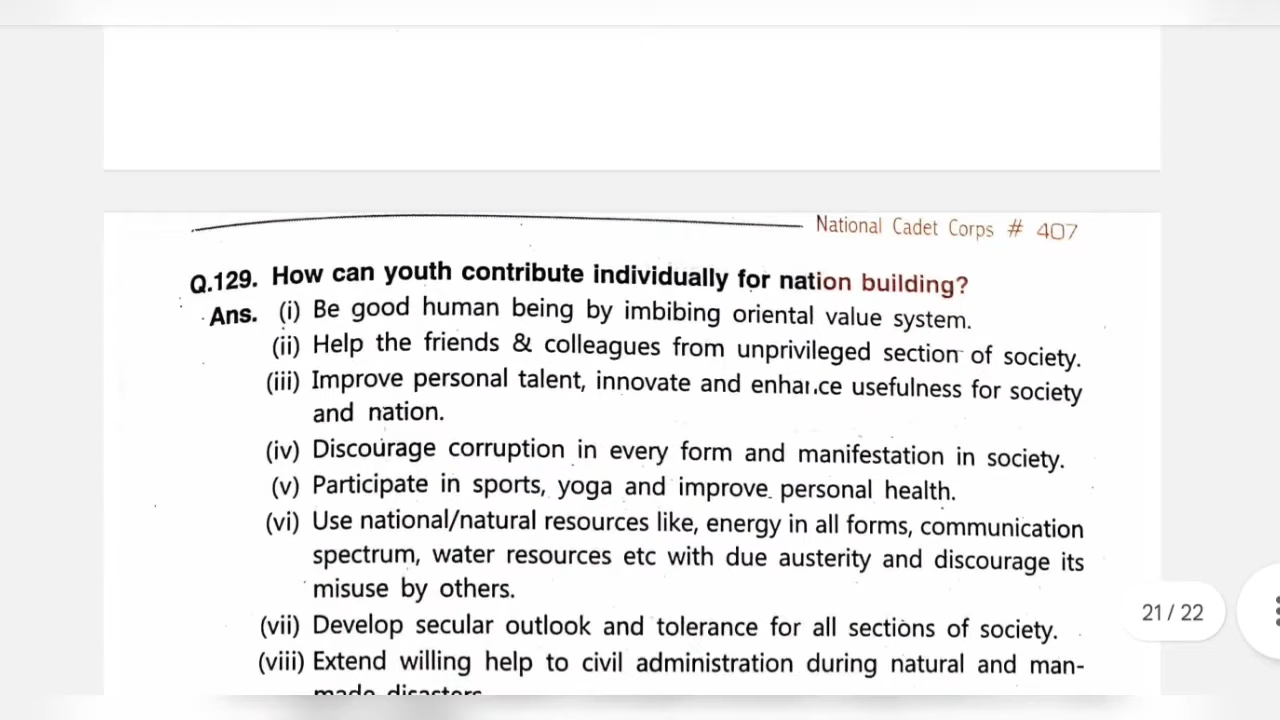 National Cadet Corps # 407
Q.129. How can youth contribute individually for nation building?
Ans. (i) Be good human being by imbibing oriental value system.
(ii) Help the friends & colleagues from unprivileged section of society.
(iii) Improve personal talent, innovate and enhance usefulness for society
and nation.
(iv) Discourage corruption in every form and manifestation in society.
(v) Participate in sports, yoga and improve personal health.
(vi) Use national/natural resources like, energy in all forms, communication
spectrum, water resources etc with due austerity and discourage its
misuse by others.
21 / 22
(vii) Develop secular outlook and tolerance for all sections of society.
(viii) Extend willing help to civil administration during natural and man-
made disasters